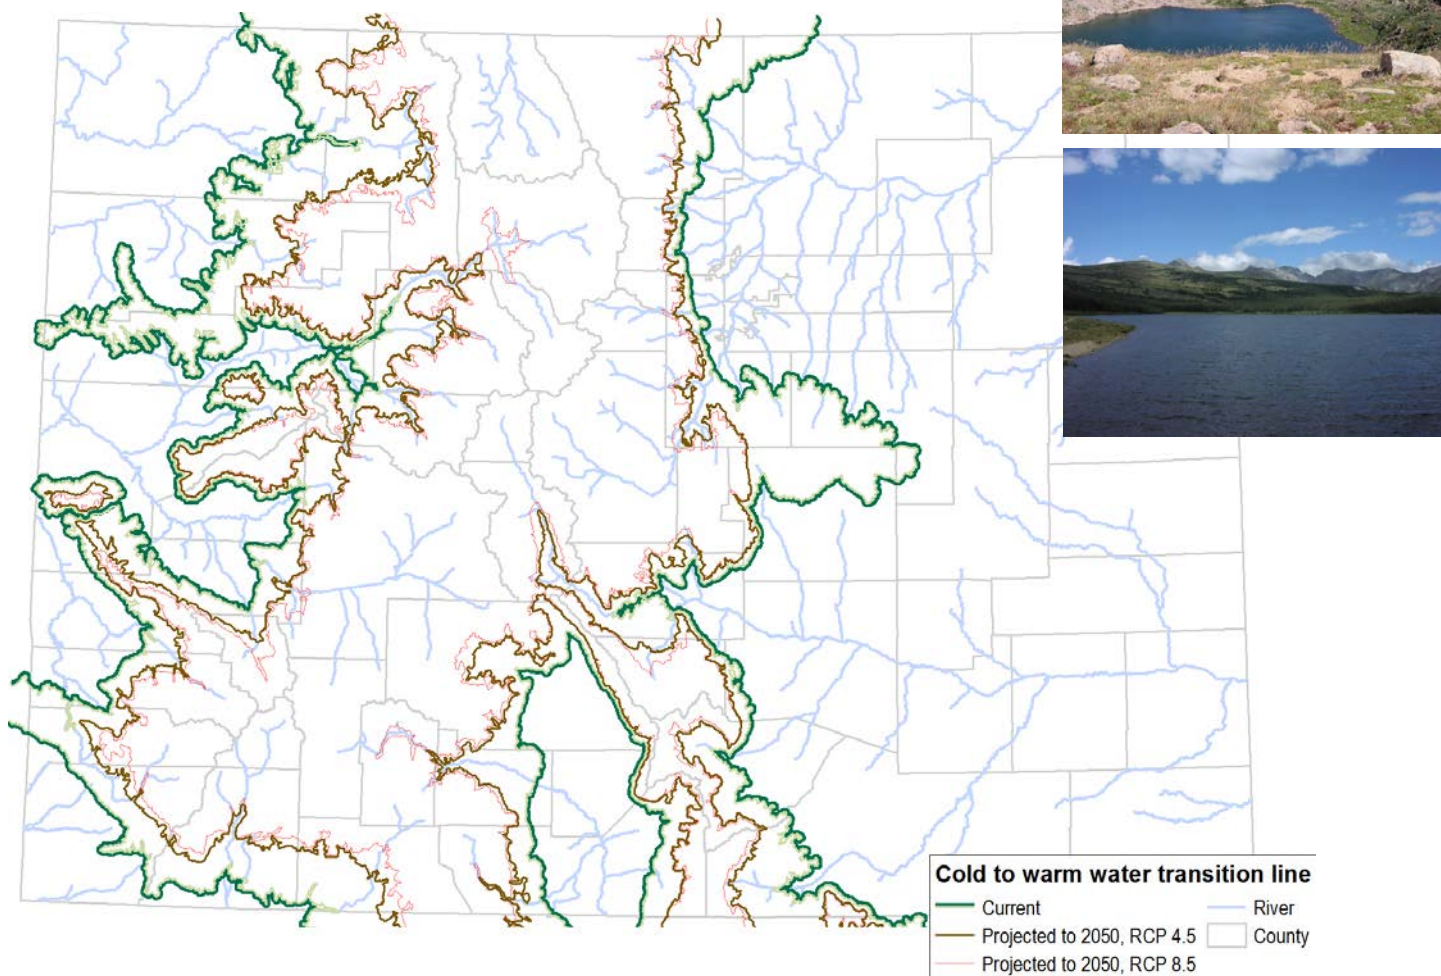 Cold to warm water transition line
Current
River
Projected to 2050, RCP 4.5
County
Projected to 2050, RCP 8.5